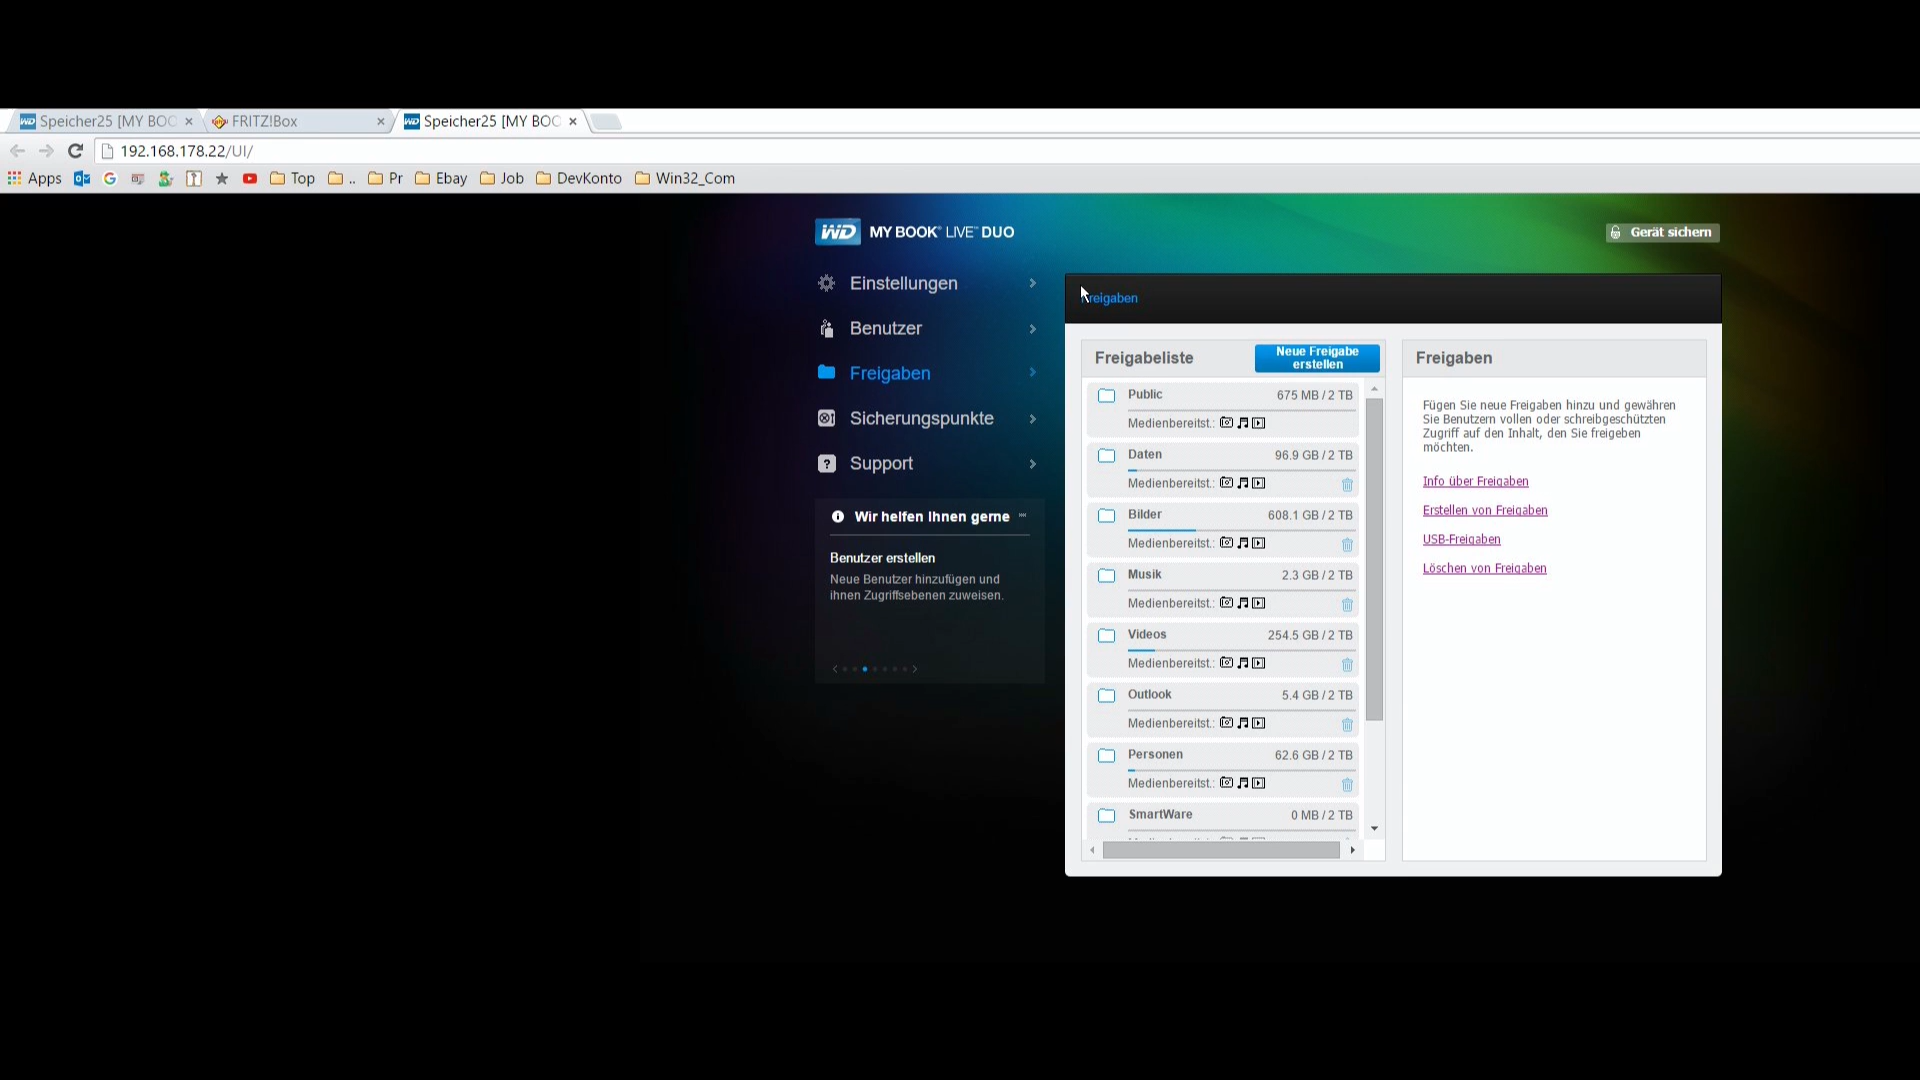 Speicher25 [MY BOO
FRITZ!Box
Speicher25 [MY BOO
192.168.178.22/UI/
Apps
Top
..
Pr
Ebay
Job
DevKonto
Win32_Com
WD MY BOOK LIVE™ DUO
Gerät sichern
Einstellungen
Benutzer
Freigaben
Sicherungspunkte
Support
Wir helfen Ihnen gerne
Benutzer erstellen
Neue Benutzer hinzufügen und
ihnen Zugriffsebenen zuweisen.
Freigaben
Freigabeliste
Neue Freigabe
erstellen
Public 675 MB / 2 TB
Medienbereitst.:
Daten 96.9 GB / 2 TB
Medienbereitst.:
Bilder 608.1 GB / 2 TB
Medienbereitst.:
Musik 2.3 GB / 2 TB
Medienbereitst.:
Videos 254.5 GB / 2 TB
Medienbereitst.:
Outlook 5.4 GB / 2 TB
Medienbereitst.:
Personen 62.6 GB / 2 TB
Medienbereitst.:
SmartWare 0 MB / 2 TB
Freigaben
Fügen Sie neue Freigaben hinzu und gewähren
Sie Benutzern vollen oder schreibgeschützten
Zugriff auf den Inhalt, den Sie freigeben
möchten.
Info über Freigaben
Erstellen von Freigaben
USB-Freigaben
Löschen von Freigaben